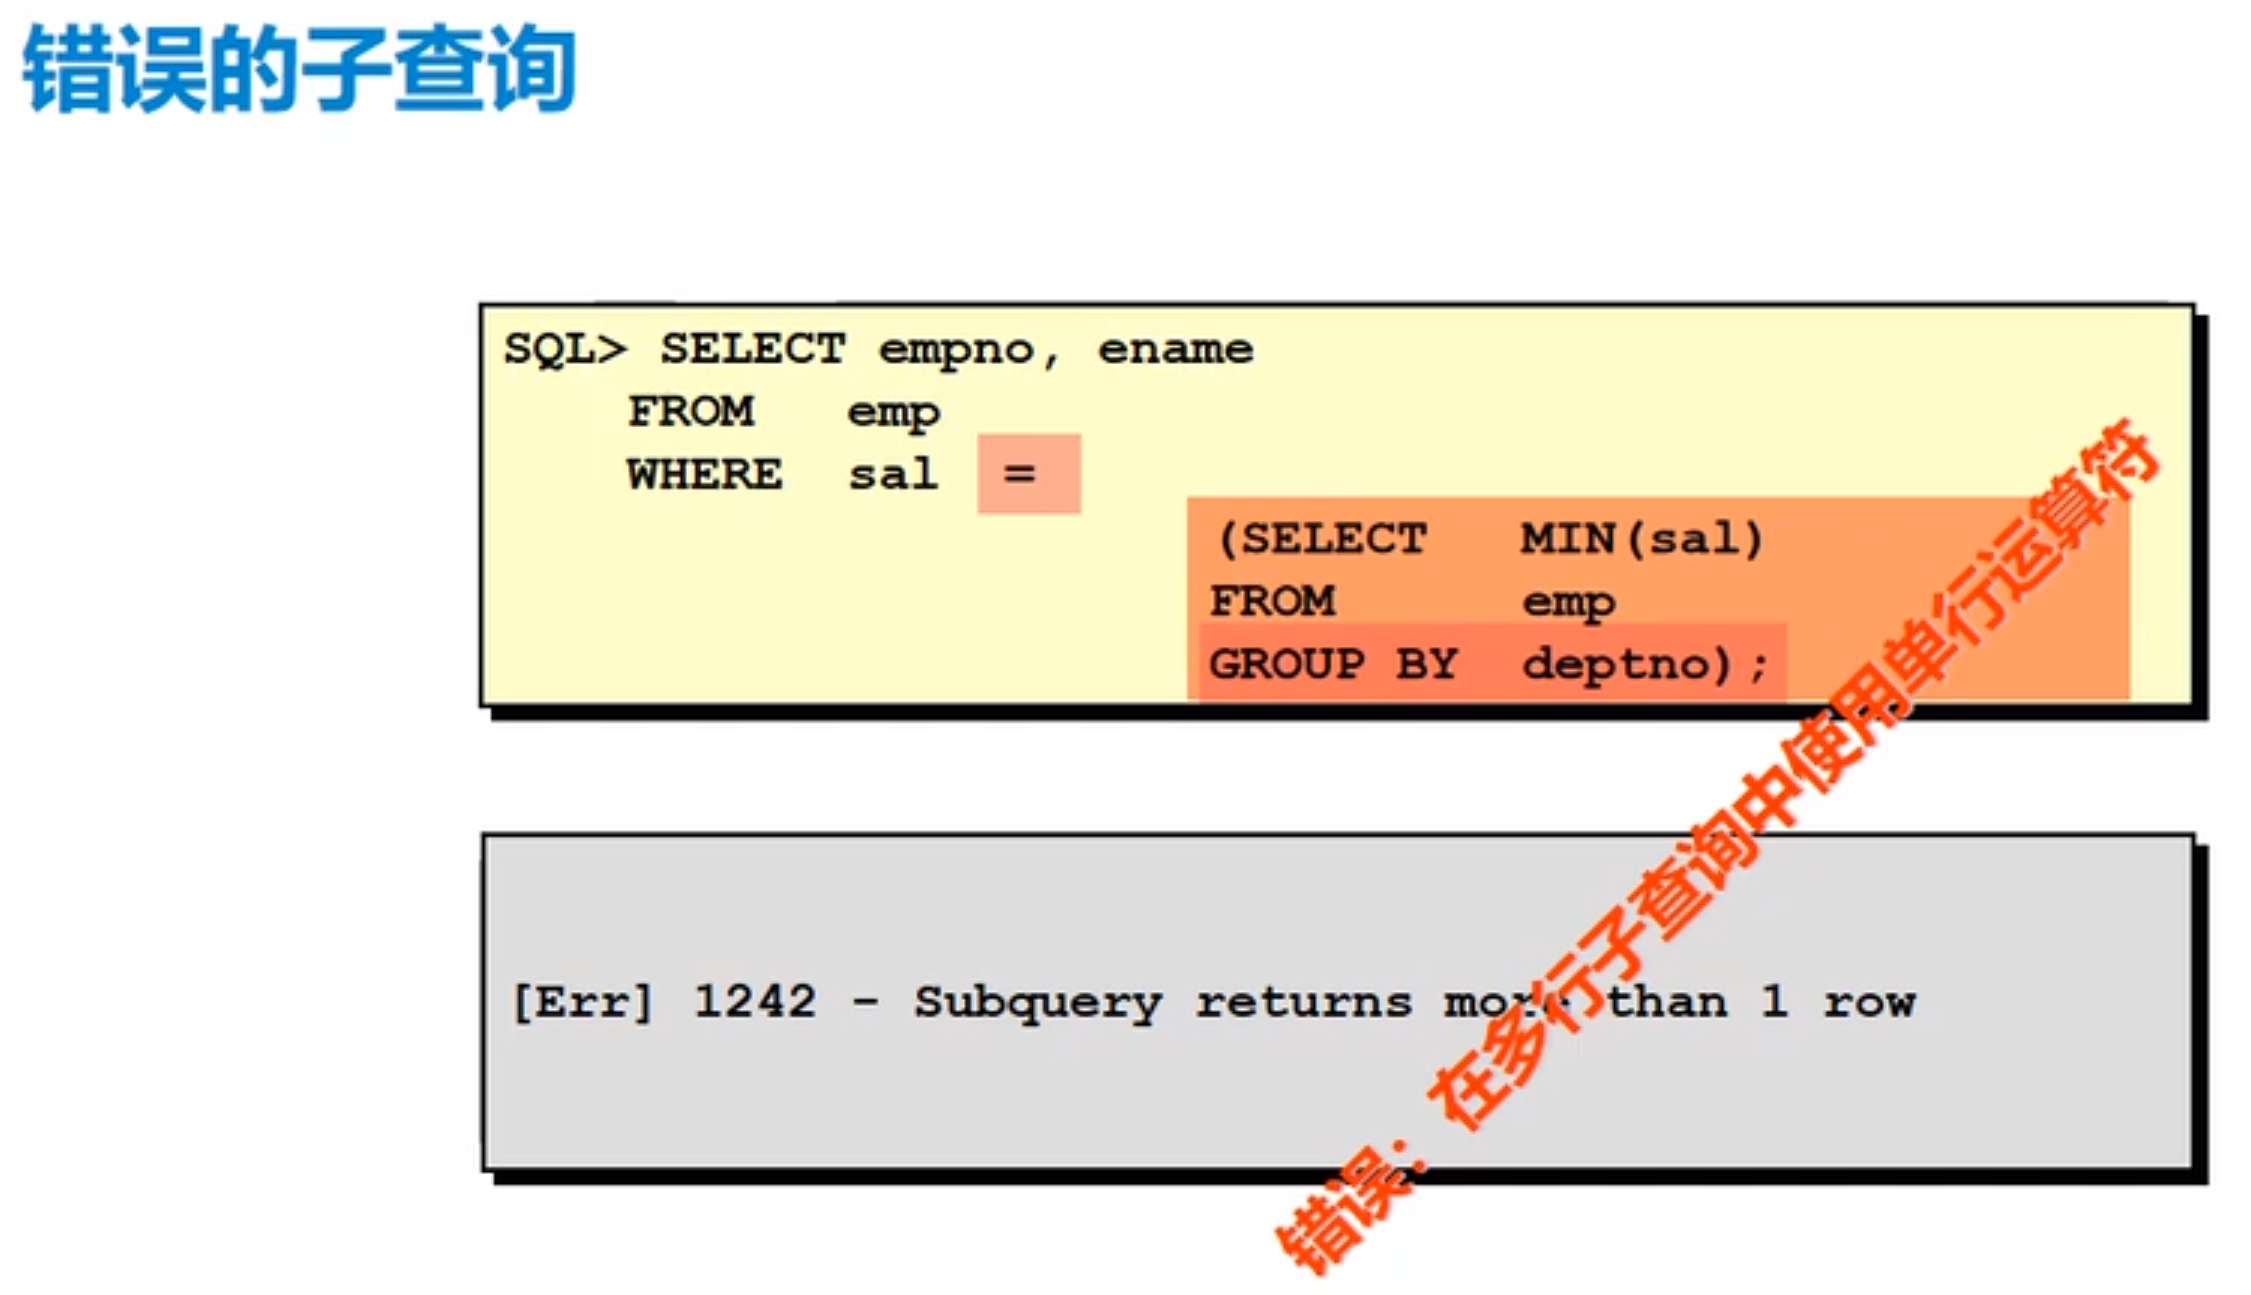 错误的子查询
SQL> SELECT empno, ename
FROM emp
WHERE sal =
(SELECT MIN(sal)
FROM emp
GROUP BY deptno);
[Err] 1242 - Subquery returns more than 1 row
错误：在多行子查询中使用单行运算符